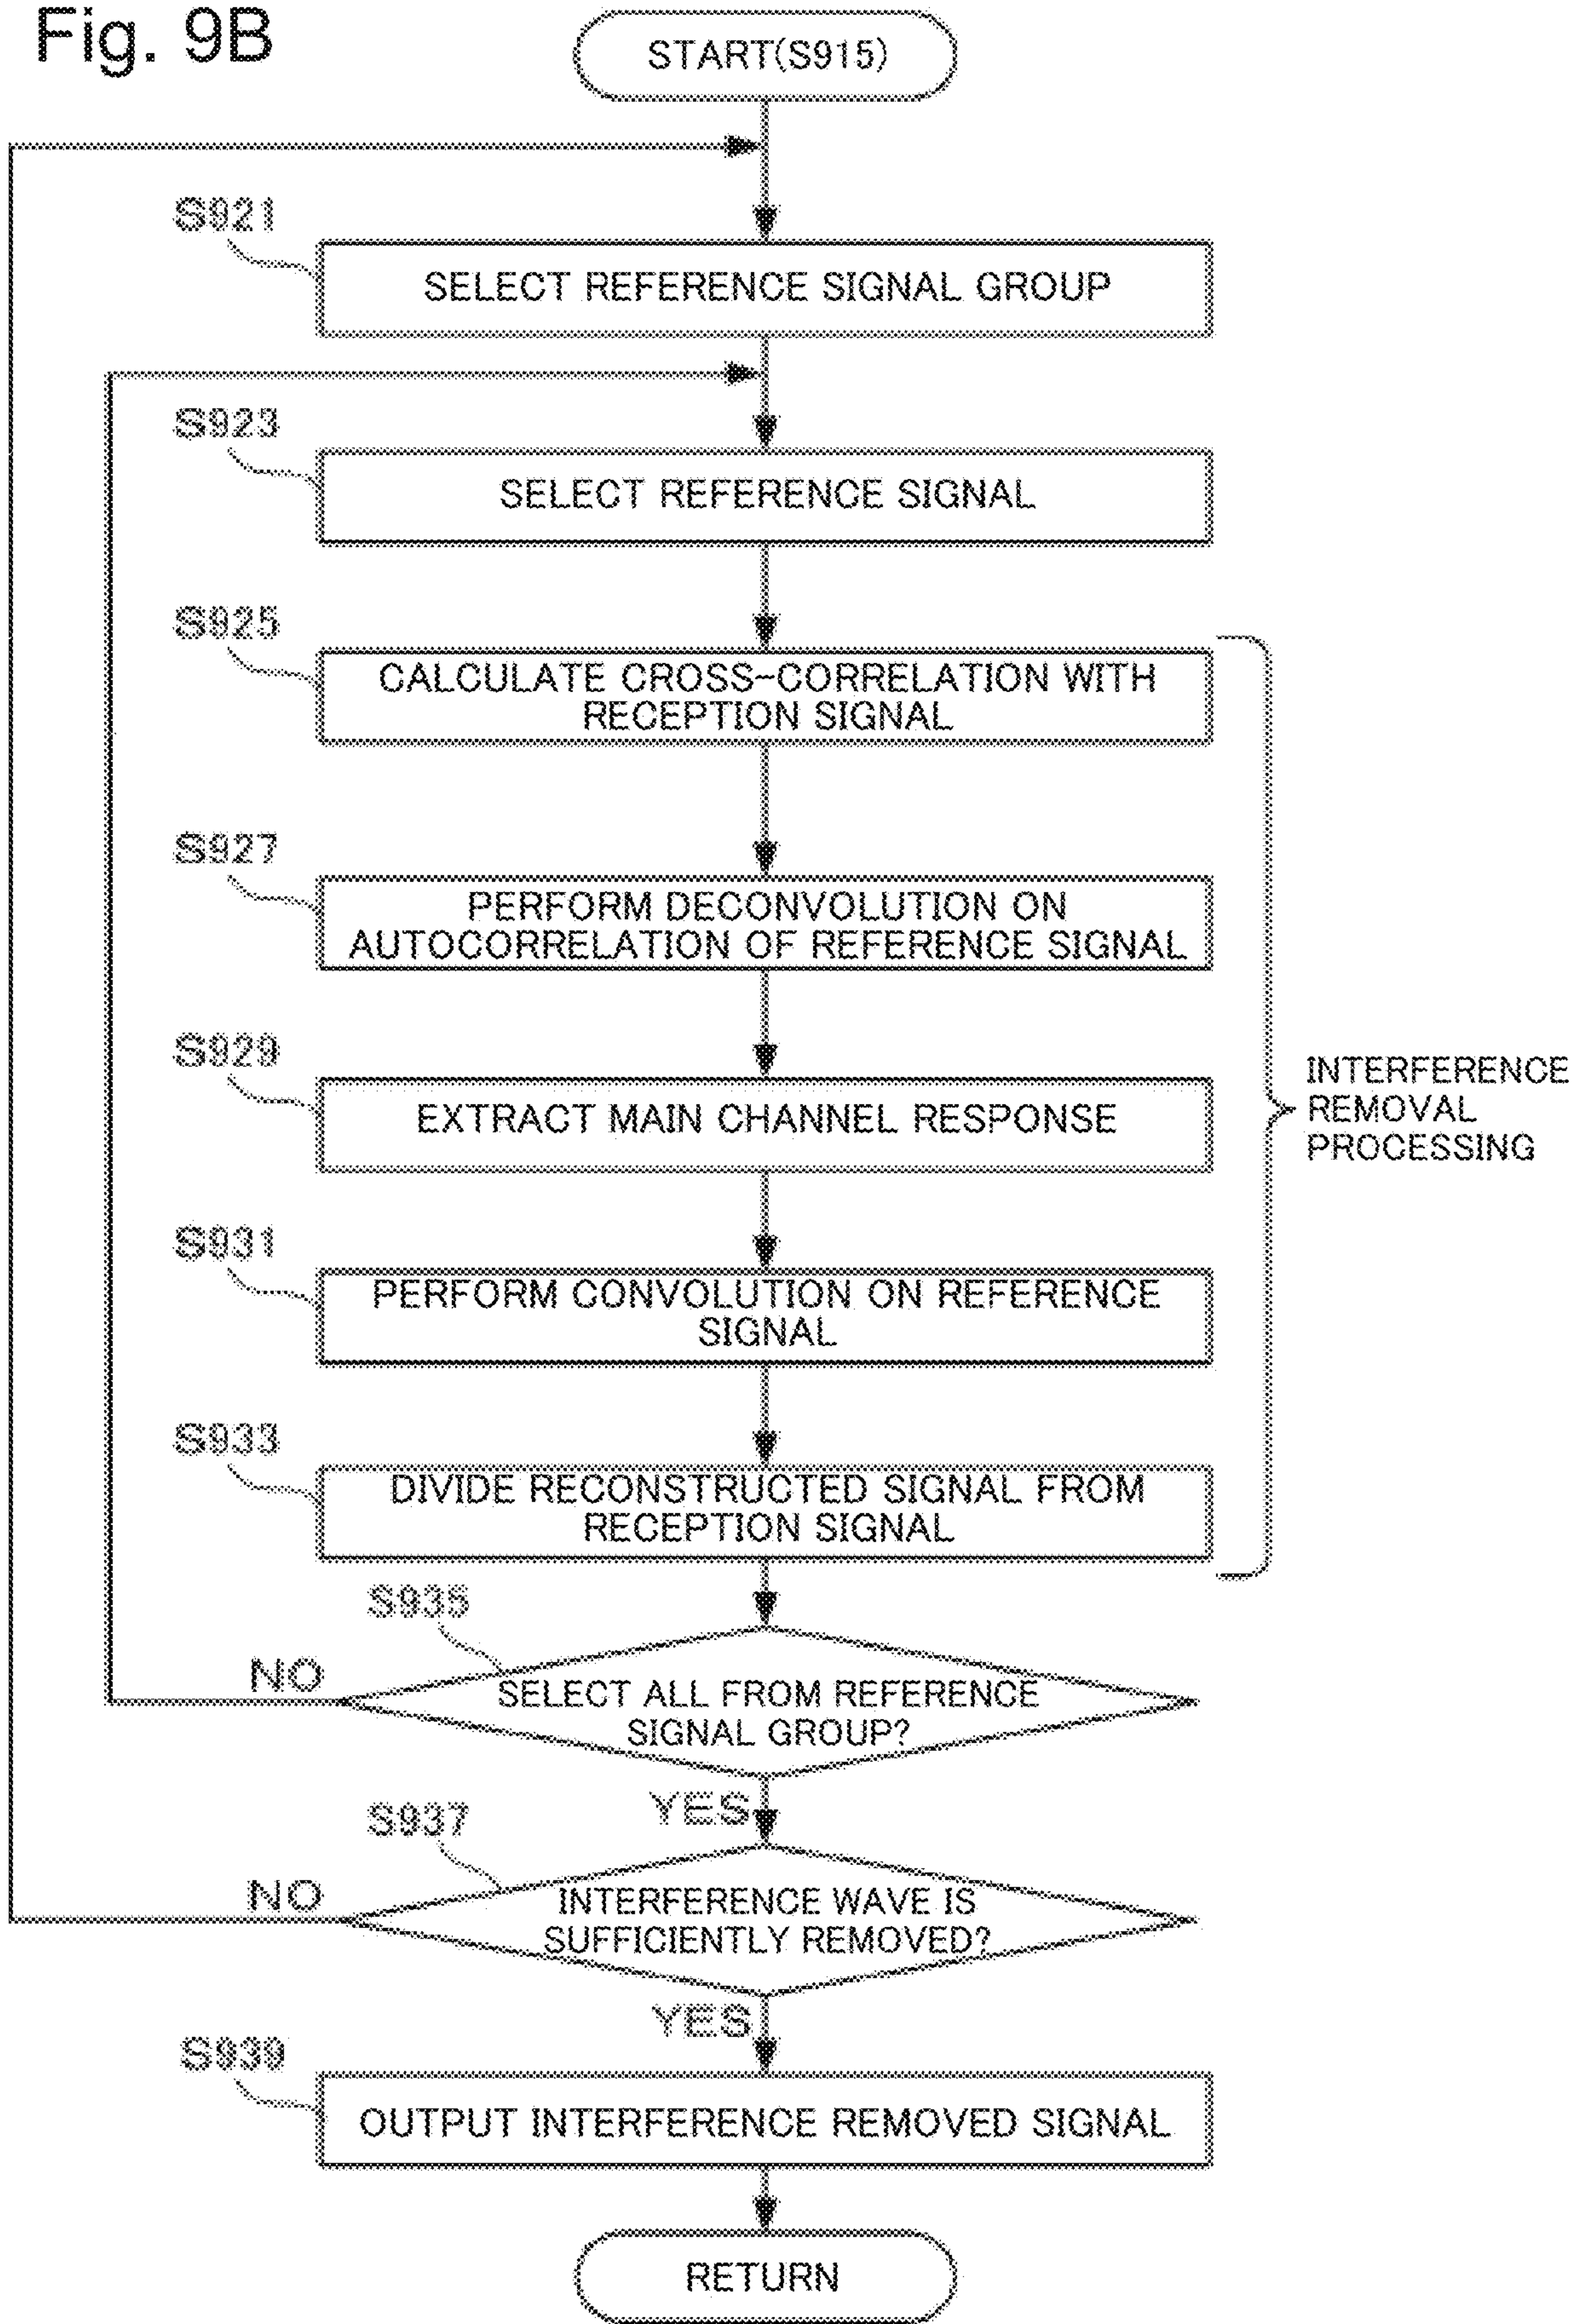 Fig. 9B
START(S915)
S921
SELECT REFERENCE SIGNAL GROUP
S923
SELECT REFERENCE SIGNAL
S925
CALCULATE CROSS-CORRELATION WITH
RECEPTION SIGNAL
S927
PERFORM DECONVOLUTION ON
AUTOCORRELATION OF REFERENCE SIGNAL
S929
EXTRACT MAIN CHANNEL RESPONSE
INTERFERENCE
REMOVAL
PROCESSING
S931
PERFORM CONVOLUTION ON REFERENCE
SIGNAL
S933
DIVIDE RECONSTRUCTED SIGNAL FROM
RECEPTION SIGNAL
S935
NO
SELECT ALL FROM REFERENCE
SIGNAL GROUP?
YES
S937
NO
INTERFERENCE WAVE IS
SUFFICIENTLY REMOVED?
YES
S939
OUTPUT INTERFERENCE REMOVED SIGNAL
RETURN